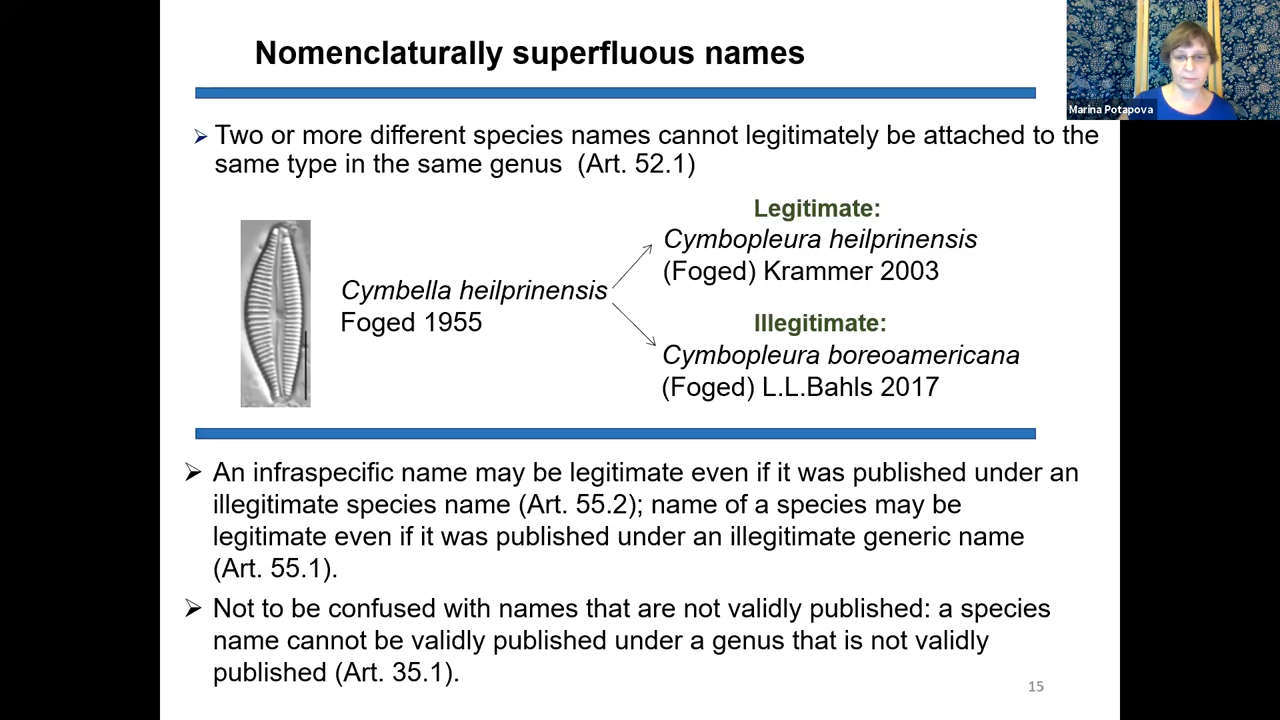 Nomenclaturally superfluous names
Marina Potapova
➢ Two or more different species names cannot legitimately be attached to the
same type in the same genus (Art. 52.1)
Legitimate:
Cymbopleura heilprinensis
(Foged) Krammer 2003
Cymbella heilprinensis
Foged 1955
Illegitimate:
Cymbopleura boreoamericana
(Foged) L.L.Bahls 2017
➢ An infraspecific name may be legitimate even if it was published under an
illegitimate species name (Art. 55.2); name of a species may be
legitimate even if it was published under an illegitimate generic name
(Art. 55.1).
➢ Not to be confused with names that are not validly published: a species
name cannot be validly published under a genus that is not validly
published (Art. 35.1).
15